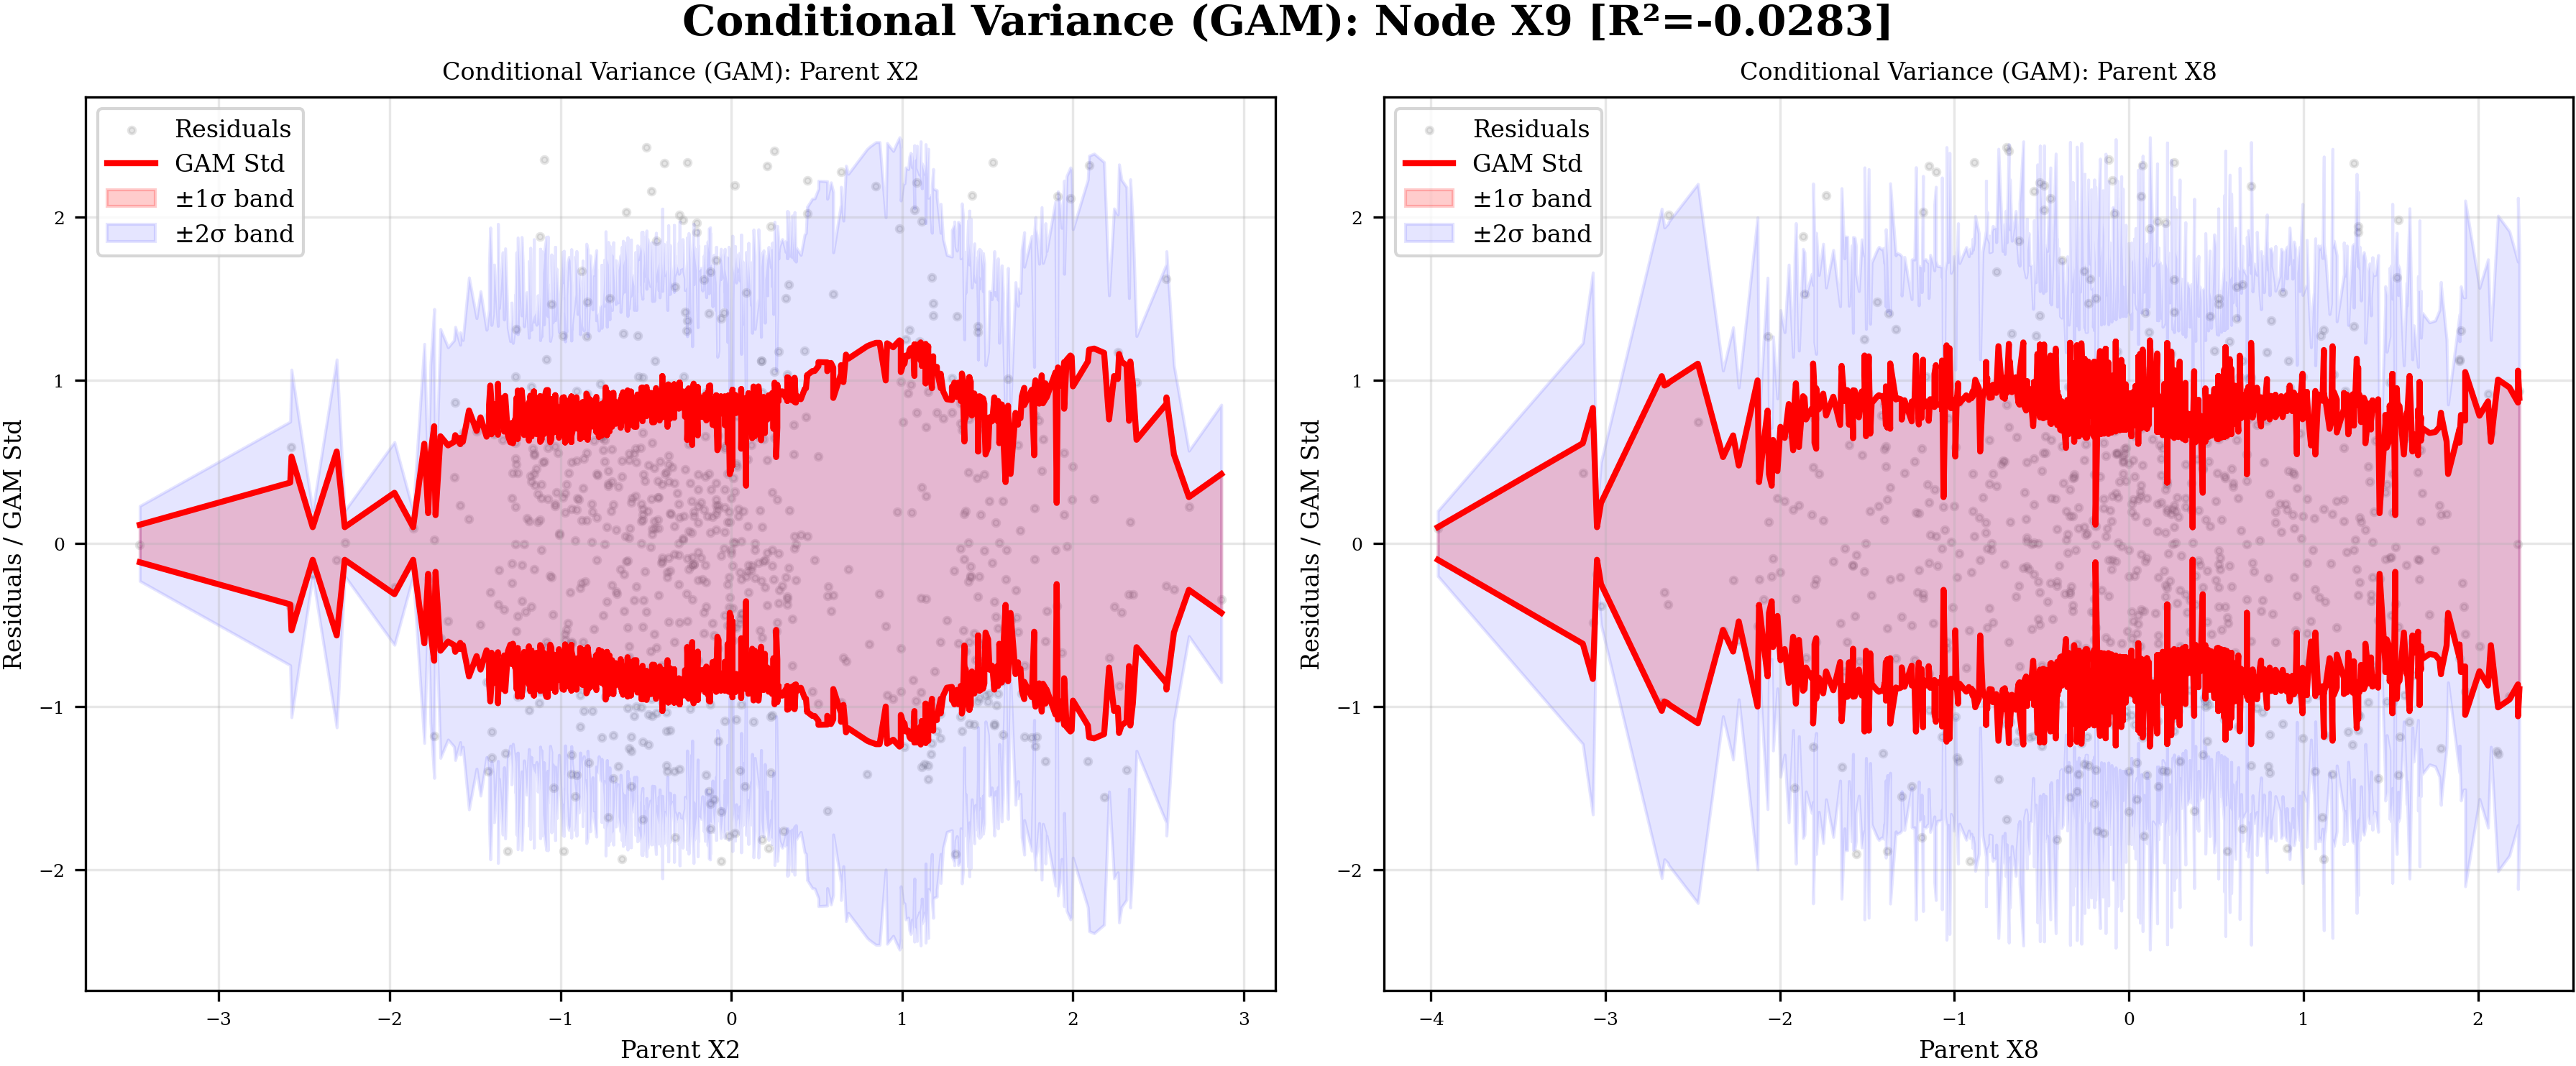 Conditional Variance (GAM): Node X9 [R²=-0.0283]
Conditional Variance (GAM): Parent X2
Residuals
GAM Std
±1σ band
±2σ band
Residuals / GAM Std
2
1
0
−1
−2
−3
−2
−1
0
1
2
3
Parent X2
Conditional Variance (GAM): Parent X8
Residuals
GAM Std
±1σ band
±2σ band
Residuals / GAM Std
2
1
0
−1
−2
−4
−3
−2
−1
0
1
2
Parent X8